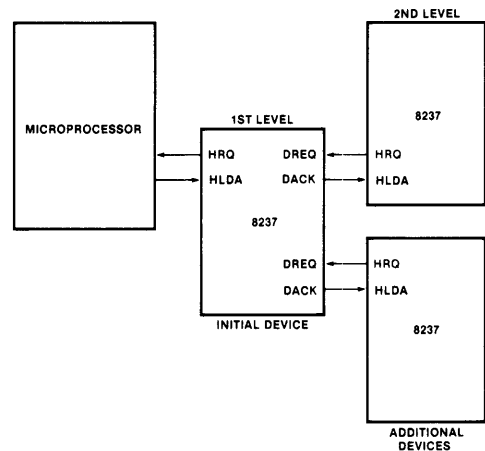 2ND LEVEL
8237
HRQ
HLDA
MICROPROCESSOR
1ST LEVEL
HRQ DREQ
HLDA DACK
8237
DREQ
DACK
INITIAL DEVICE
HRQ
HLDA
8237
ADDITIONAL
DEVICES